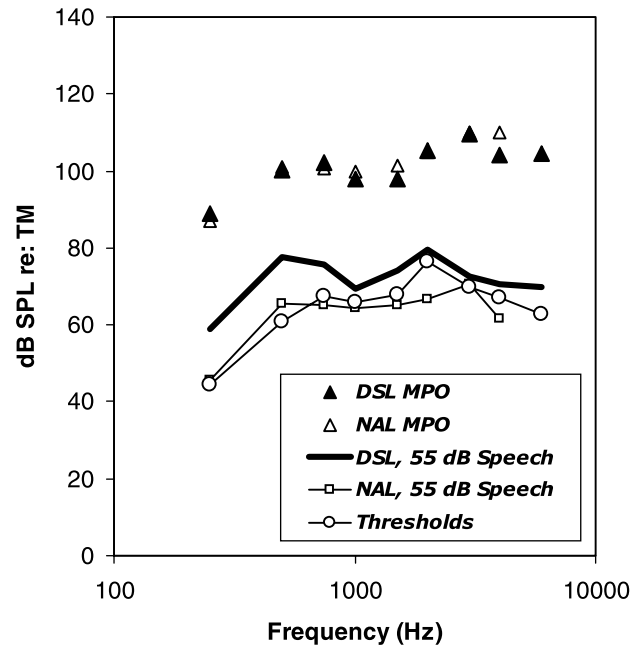 140
120
100
80
60
40
20
0
dB SPL re: TM
DSL MPO
NAL MPO
DSL, 55 dB Speech
NAL, 55 dB Speech
Thresholds
100
1000
10000
Frequency (Hz)